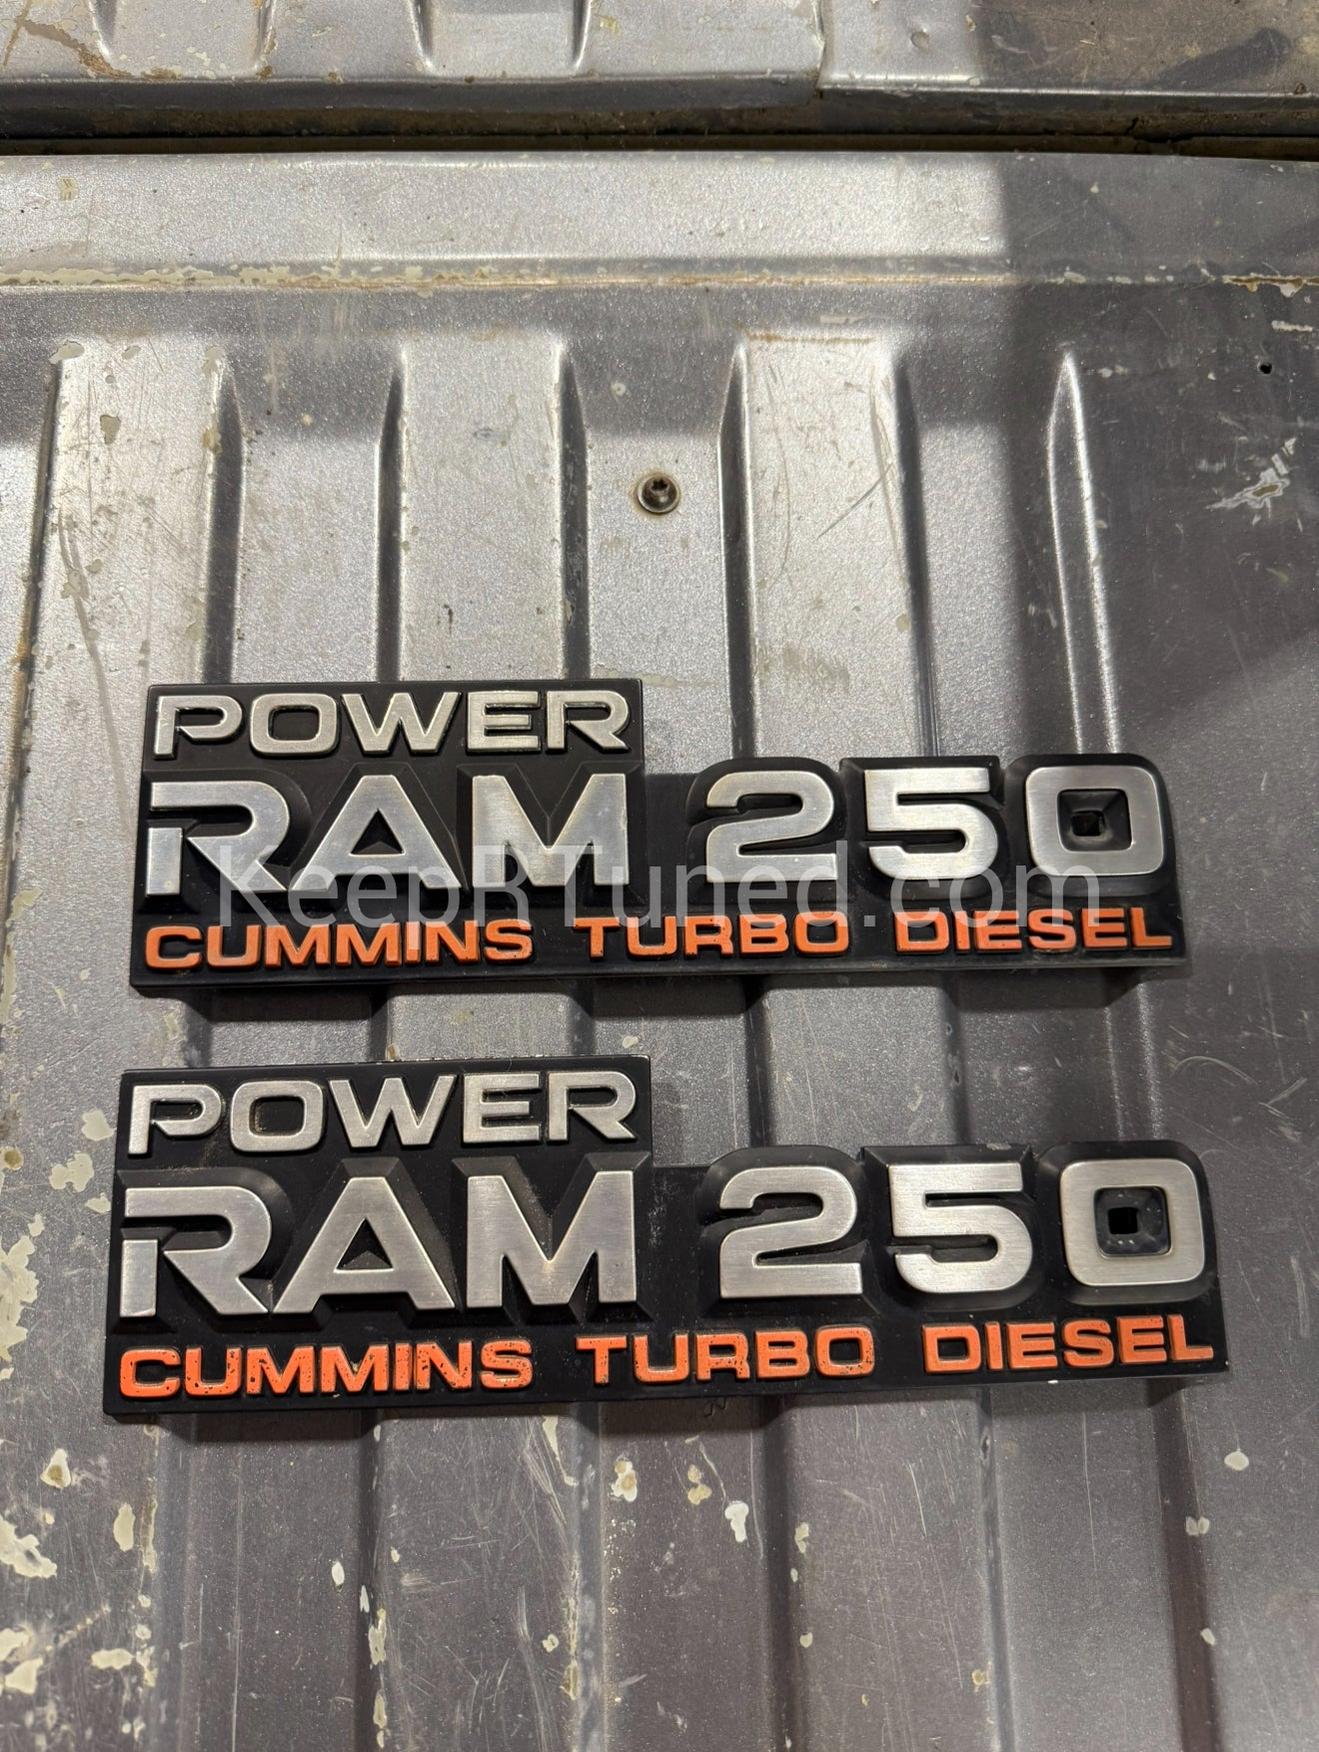 POWER
RAM 250
KeepRTuned.com
CUMMINS TURBO DIESEL
POWER
RAM 250
CUMMINS TURBO DIESEL